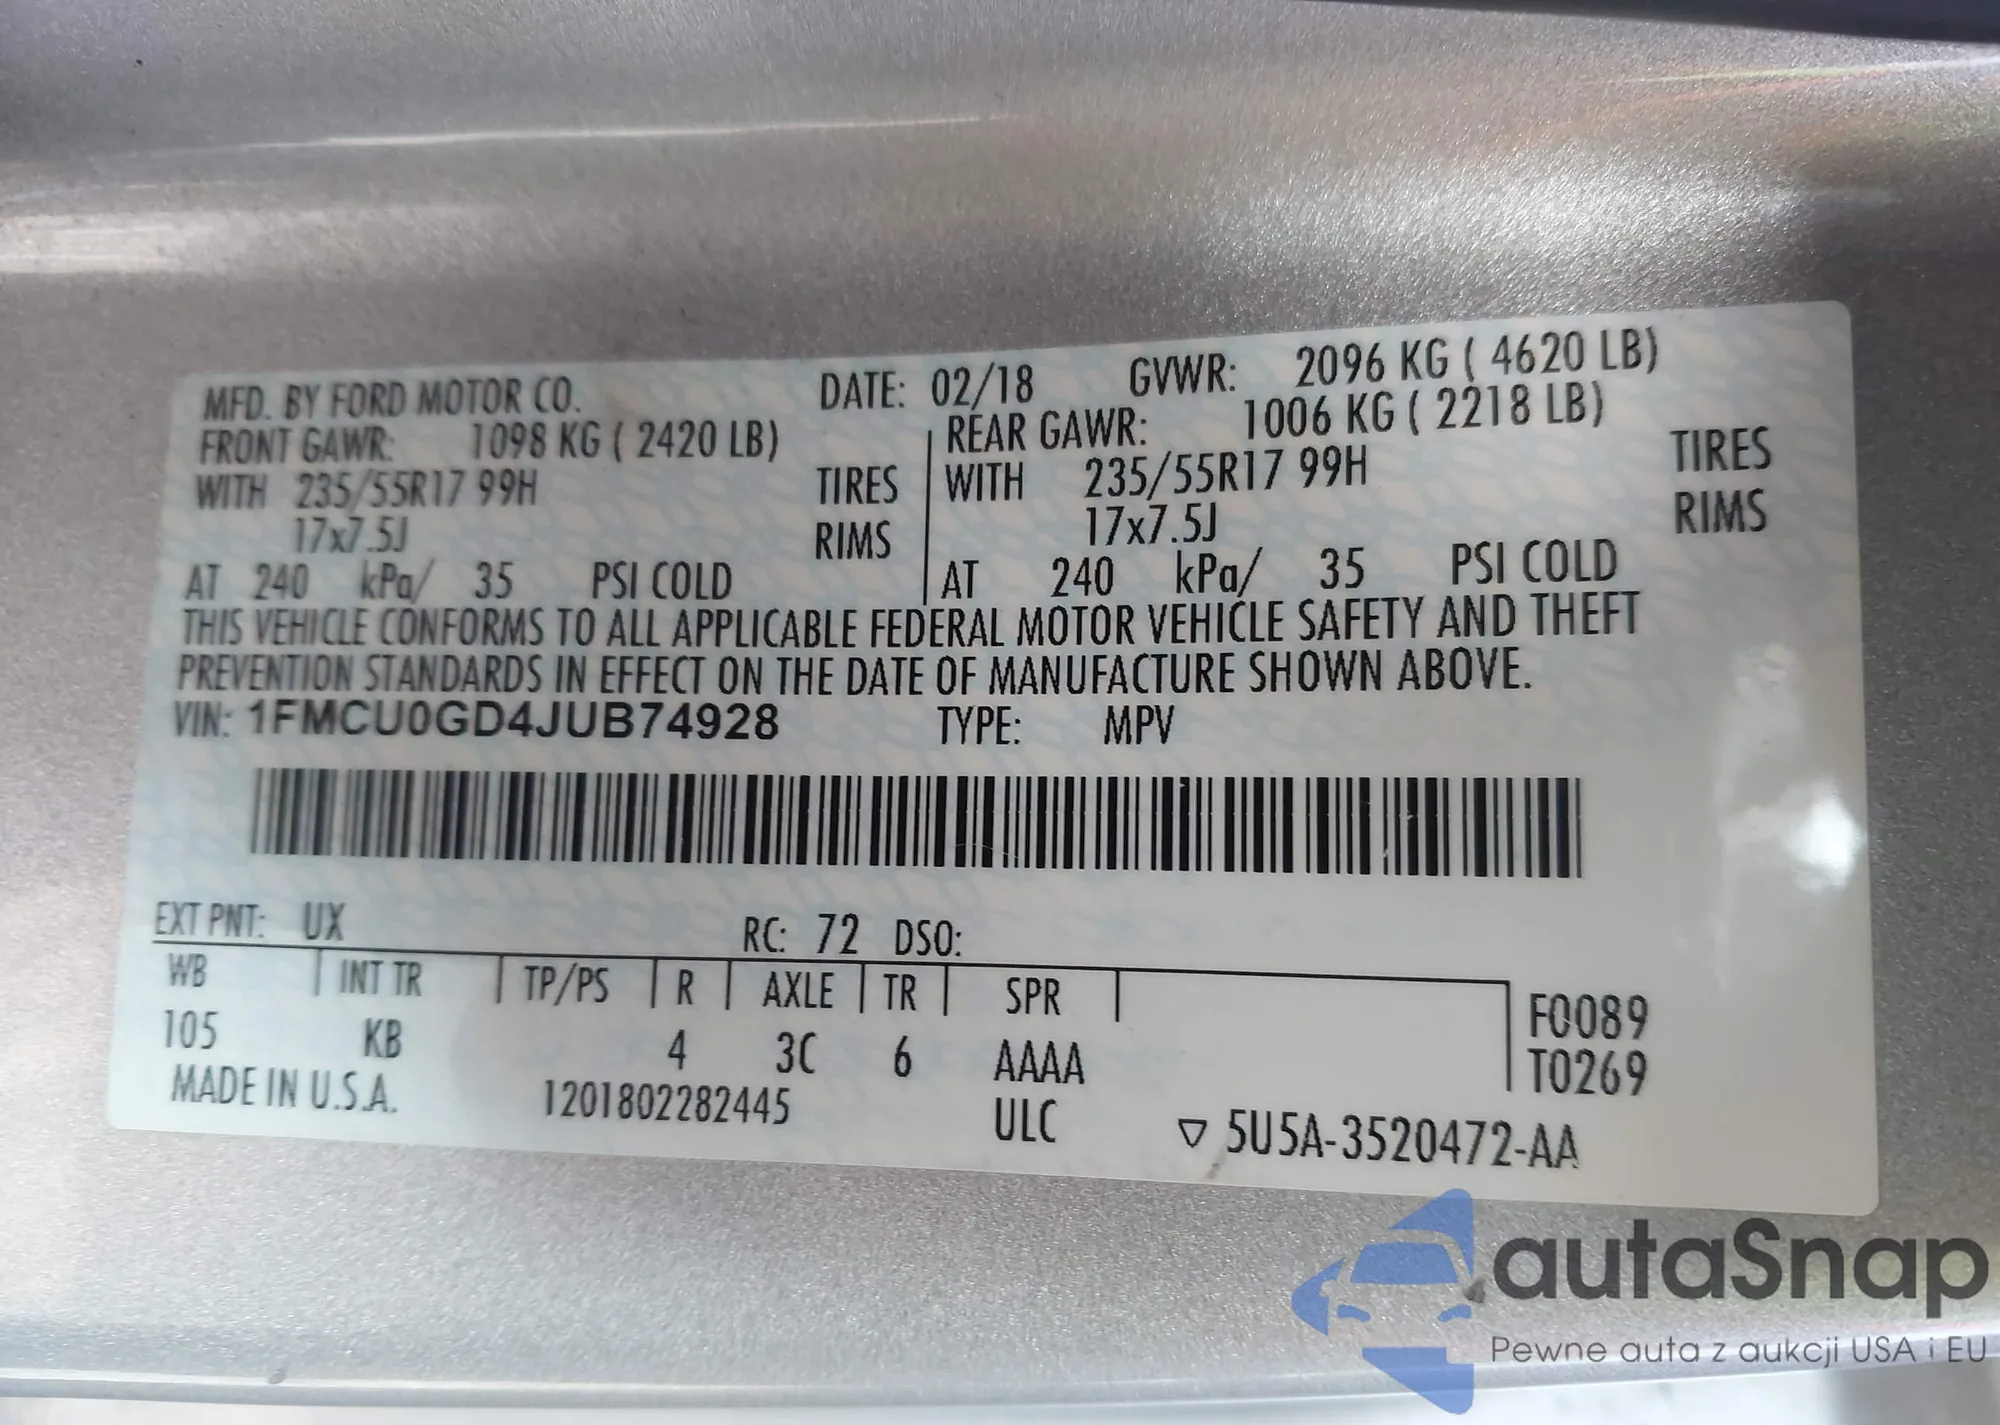 MFD. BY FORD MOTOR CO. DATE: 02/18 GVWR: 2096 KG ( 4620 LB)
FRONT GAWR: 1098 KG ( 2420 LB) REAR GAWR: 1006 KG ( 2218 LB)
WITH 235/55R17 99H TIRES WITH 235/55R17 99H TIRES
17x7.5J RIMS 17x7.5J RIMS
AT 240 kPa/ 35 PSI COLD AT 240 kPa/ 35 PSI COLD
THIS VEHICLE CONFORMS TO ALL APPLICABLE FEDERAL MOTOR VEHICLE SAFETY AND THEFT
PREVENTION STANDARDS IN EFFECT ON THE DATE OF MANUFACTURE SHOWN ABOVE.
VIN: 1FMCU0GD4JUB74928 TYPE: MPV
EXT PNT: UX RC: 72 DSO:
WB INT TR TP/PS R AXLE TR SPR F0089
105 KB 4 3C 6 AAAA T0269
MADE IN U.S.A. 1201802282445 ULC ▽ 5U5A-3520472-AA
autaSnap
Pewne auta z aukcji USA i EU